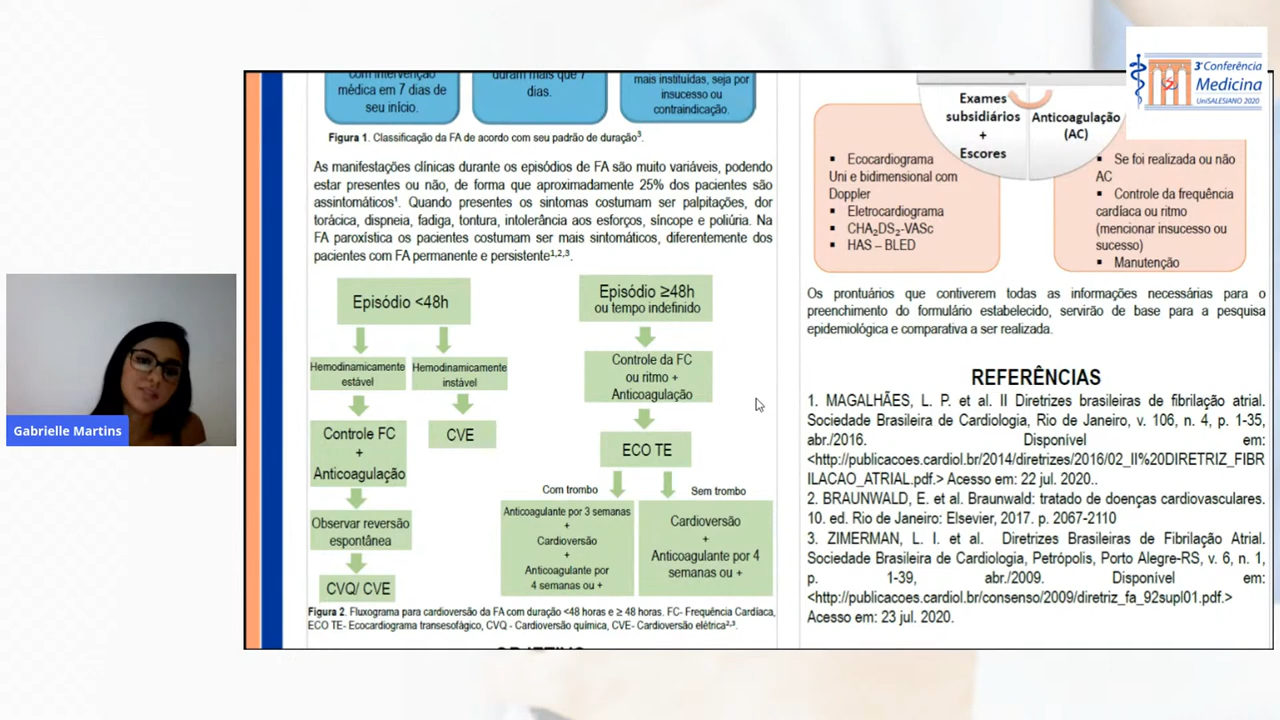 3ª Conferência
Medicina
UniSALESIANO 2020
com intervenção
médica em 7 dias de
seu início.
duram mais que 7
dias.
mais instituídas, seja por
insucesso ou
contraindicação.
Figura 1. Classificação da FA de acordo com seu padrão de duração³.
As manifestações clínicas durante os episódios de FA são muito variáveis, podendo
estar presentes ou não, de forma que aproximadamente 25% dos pacientes são
assintomáticos¹. Quando presentes os sintomas costumam ser palpitações, dor
torácica, dispneia, fadiga, tontura, intolerância aos esforços, síncope e poliúria. Na
FA paroxística os pacientes costumam ser mais sintomáticos, diferentemente dos
pacientes com FA permanente e persistente¹,²,³.
Episódio <48h
Hemodinamicamente
estável
Hemodinamicamente
instável
Controle FC
+
Anticoagulação
CVE
Observar reversão
espontânea
CVQ/ CVE
Episódio ≥48h
ou tempo indefinido
Controle da FC
ou ritmo +
Anticoagulação
ECO TE
Com trombo
Sem trombo
Anticoagulante por 3 semanas
+
Cardioversão
+
Anticoagulante por
4 semanas ou +
Cardioversão
+
Anticoagulante por 4
semanas ou +
Figura 2. Fluxograma para cardioversão da FA com duração <48 horas e ≥ 48 horas. FC- Frequência Cardíaca,
ECO TE- Ecocardiograma transesofágico, CVQ - Cardioversão química, CVE- Cardioversão elétrica²,³.
OBJETIVO
Exames
subsidiários
+
Escores
Anticoagulação
(AC)
▪ Ecocardiograma
Uni e bidimensional com
Doppler
▪ Eletrocardiograma
▪ CHA₂DS₂-VASc
▪ HAS – BLED
▪ Se foi realizada ou não
AC
▪ Controle da frequência
cardíaca ou ritmo
(mencionar insucesso ou
sucesso)
▪ Manutenção
Os prontuários que contiverem todas as informações necessárias para o
preenchimento do formulário estabelecido, servirão de base para a pesquisa
epidemiológica e comparativa a ser realizada.
REFERÊNCIAS
1. MAGALHÃES, L. P. et al. II Diretrizes brasileiras de fibrilação atrial.
Sociedade Brasileira de Cardiologia, Rio de Janeiro, v. 106, n. 4, p. 1-35,
abr./2016. Disponível em:
<http://publicacoes.cardiol.br/2014/diretrizes/2016/02_II%20DIRETRIZ_FIBR
ILACAO_ATRIAL.pdf.> Acesso em: 22 jul. 2020..
2. BRAUNWALD, E. et al. Braunwald: tratado de doenças cardiovasculares.
10. ed. Rio de Janeiro: Elsevier, 2017. p. 2067-2110
3. ZIMERMAN, L. I. et al. Diretrizes Brasileiras de Fibrilação Atrial.
Sociedade Brasileira de Cardiologia, Petrópolis, Porto Alegre-RS, v. 6, n. 1,
p. 1-39, abr./2009. Disponível em:
<http://publicacoes.cardiol.br/consenso/2009/diretriz_fa_92supl01.pdf.>
Acesso em: 23 jul. 2020.
Gabrielle Martins